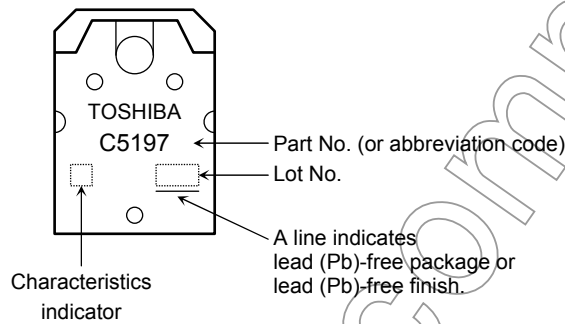 TOSHIBA
C5197
Part No. (or abbreviation code)
Lot No.
A line indicates
lead (Pb)-free package or
lead (Pb)-free finish.
Characteristics
indicator